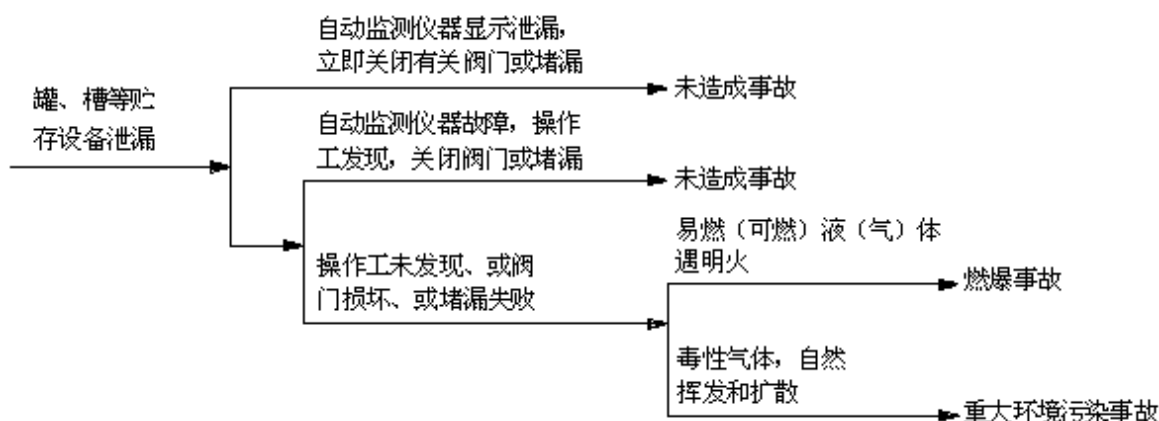 自动监测仪器显示泄漏，
立即关闭有关阀门或堵漏
未造成事故
罐、槽等贮
存设备泄漏
自动监测仪器故障，操作
工发现，关闭阀门或堵漏
未造成事故
易燃（可燃）液（气）体
遇明火
燃爆事故
操作工未发现、或阀
门损坏、或堵漏失败
毒性气体，自然
挥发和扩散
重大环境污染事故